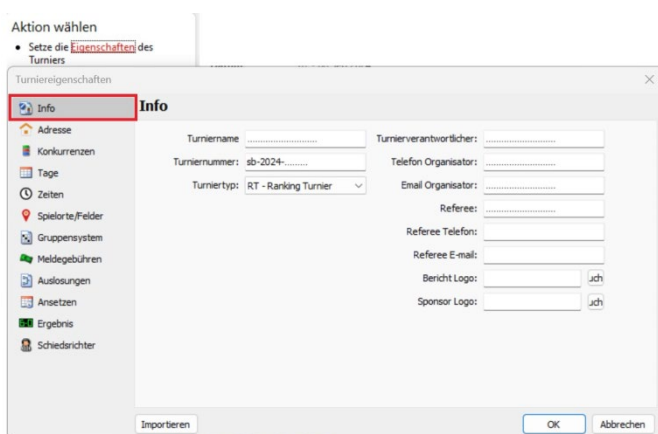 Aktion wählen
• Setze die Eigenschaften des
Turniers
Turniereigenschaften
Info
Adresse
Konkurrenzen
Tage
Zeiten
Spielorte/Felder
Gruppensystem
Meldegebühren
Auslosungen
Ansetzen
Ergebnis
Schiedsrichter
Info
Turniername ............................
Turniernummer: sb-2024-.........
Turniertyp: RT - Ranking Turnier
Turnierverantwortlicher: ............................
Telefon Organisator: ............................
Email Organisator: ............................
Referee: ............................
Referee Telefon:
Referee E-mail:
Bericht Logo: uch
Sponsor Logo: uch
Importieren
OK
Abbrechen